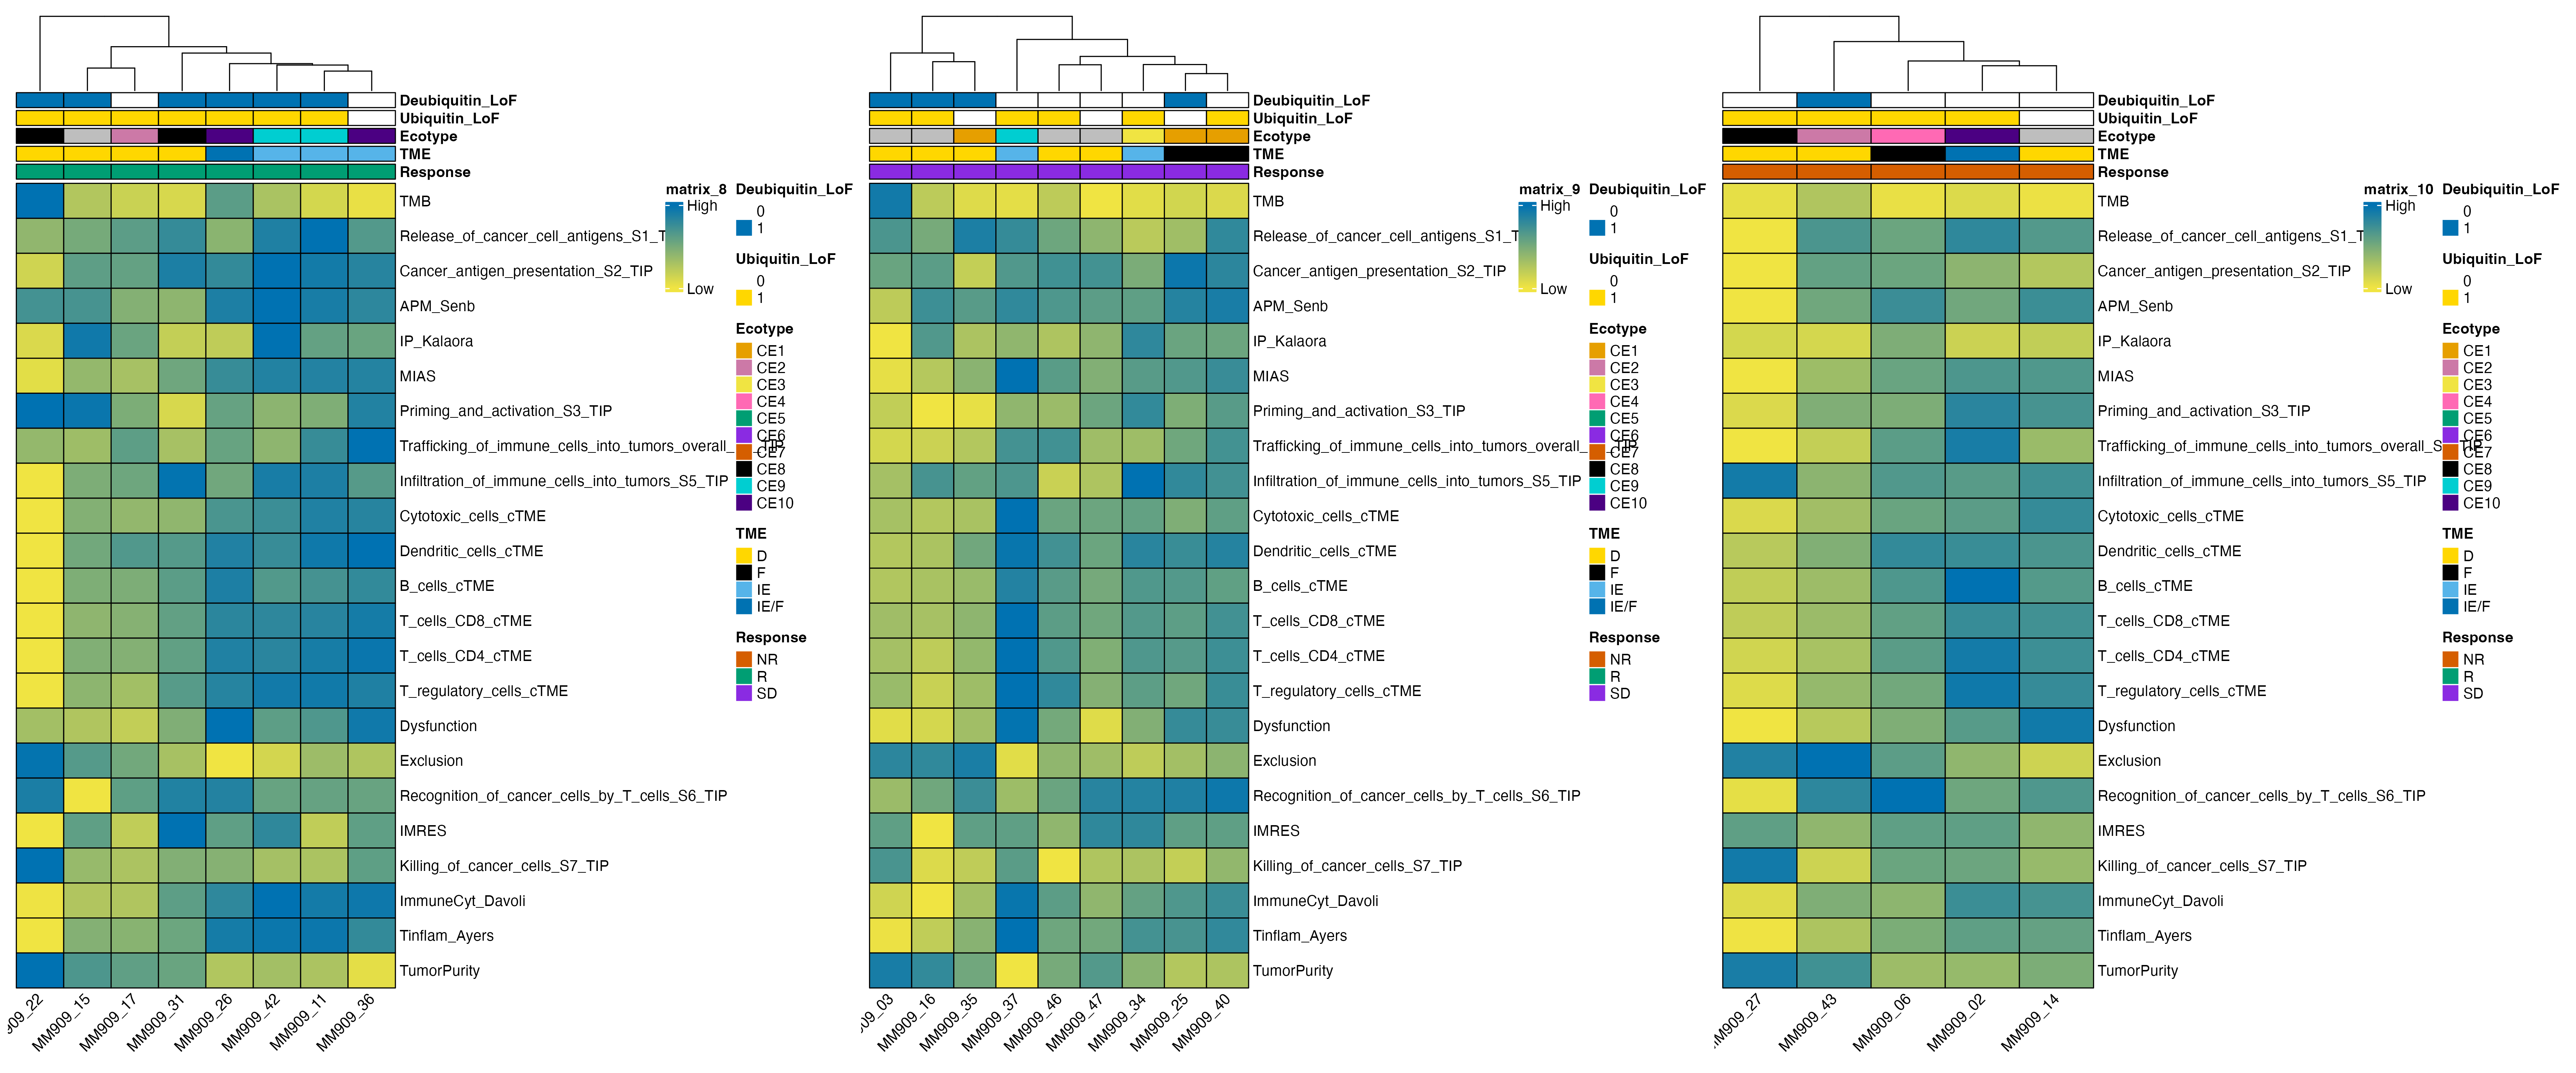 Deubiquitin_LoF
Ubiquitin_LoF
Ecotype
TME
Response
TMB
Release_of_cancer_cell_antigens_S1_T
Cancer_antigen_presentation_S2_TIP
APM_Senb
IP_Kalaora
MIAS
Priming_and_activation_S3_TIP
Trafficking_of_immune_cells_into_tumors_overall_
Infiltration_of_immune_cells_into_tumors_S5_TIP
Cytotoxic_cells_cTME
Dendritic_cells_cTME
B_cells_cTME
T_cells_CD8_cTME
T_cells_CD4_cTME
T_regulatory_cells_cTME
Dysfunction
Exclusion
Recognition_of_cancer_cells_by_T_cells_S6_TIP
IMRES
Killing_of_cancer_cells_S7_TIP
ImmuneCyt_Davoli
Tinflam_Ayers
TumorPurity
909_22
MM909_15
MM909_17
MM909_31
MM909_26
MM909_42
MM909_11
MM909_36
matrix_8
High
Low
Deubiquitin_LoF
0
1
Ubiquitin_LoF
0
1
Ecotype
CE1
CE2
CE3
CE4
CE5
CE6
CE7
CE8
CE9
CE10
TME
D
F
IE
IE/F
Response
NR
R
SD
Deubiquitin_LoF
Ubiquitin_LoF
Ecotype
TME
Response
TMB
Release_of_cancer_cell_antigens_S1_T
Cancer_antigen_presentation_S2_TIP
APM_Senb
IP_Kalaora
MIAS
Priming_and_activation_S3_TIP
Trafficking_of_immune_cells_into_tumors_overall_
Infiltration_of_immune_cells_into_tumors_S5_TIP
Cytotoxic_cells_cTME
Dendritic_cells_cTME
B_cells_cTME
T_cells_CD8_cTME
T_cells_CD4_cTME
T_regulatory_cells_cTME
Dysfunction
Exclusion
Recognition_of_cancer_cells_by_T_cells_S6_TIP
IMRES
Killing_of_cancer_cells_S7_TIP
ImmuneCyt_Davoli
Tinflam_Ayers
TumorPurity
909_03
MM909_16
MM909_35
MM909_37
MM909_46
MM909_47
MM909_34
MM909_25
MM909_40
matrix_9
High
Low
Deubiquitin_LoF
0
1
Ubiquitin_LoF
0
1
Ecotype
CE1
CE2
CE3
CE4
CE5
CE6
CE7
CE8
CE9
CE10
TME
D
F
IE
IE/F
Response
NR
R
SD
Deubiquitin_LoF
Ubiquitin_LoF
Ecotype
TME
Response
TMB
Release_of_cancer_cell_antigens_S1_T
Cancer_antigen_presentation_S2_TIP
APM_Senb
IP_Kalaora
MIAS
Priming_and_activation_S3_TIP
Trafficking_of_immune_cells_into_tumors_overall_S
Infiltration_of_immune_cells_into_tumors_S5_TIP
Cytotoxic_cells_cTME
Dendritic_cells_cTME
B_cells_cTME
T_cells_CD8_cTME
T_cells_CD4_cTME
T_regulatory_cells_cTME
Dysfunction
Exclusion
Recognition_of_cancer_cells_by_T_cells_S6_TIP
IMRES
Killing_of_cancer_cells_S7_TIP
ImmuneCyt_Davoli
Tinflam_Ayers
TumorPurity
M909_27
MM909_43
MM909_06
MM909_02
MM909_14
matrix_10
High
Low
Deubiquitin_LoF
0
1
Ubiquitin_LoF
0
1
Ecotype
CE1
CE2
CE3
CE4
CE5
CE6
CE7
CE8
CE9
CE10
TME
D
F
IE
IE/F
Response
NR
R
SD